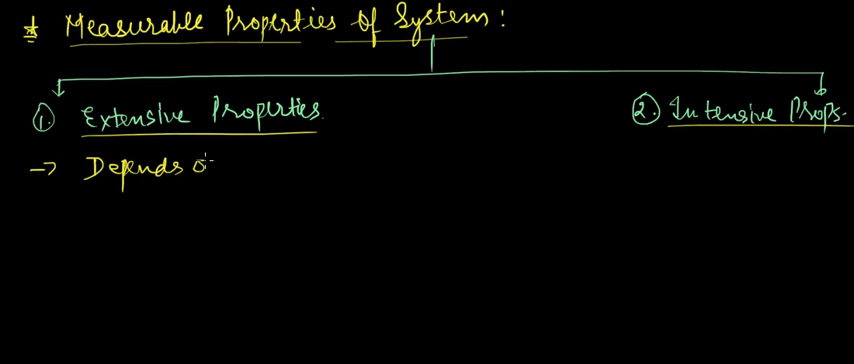 * Measurable Properties of System:
1. Extensive Properties.
2. Intensive Props.
→ Depends o